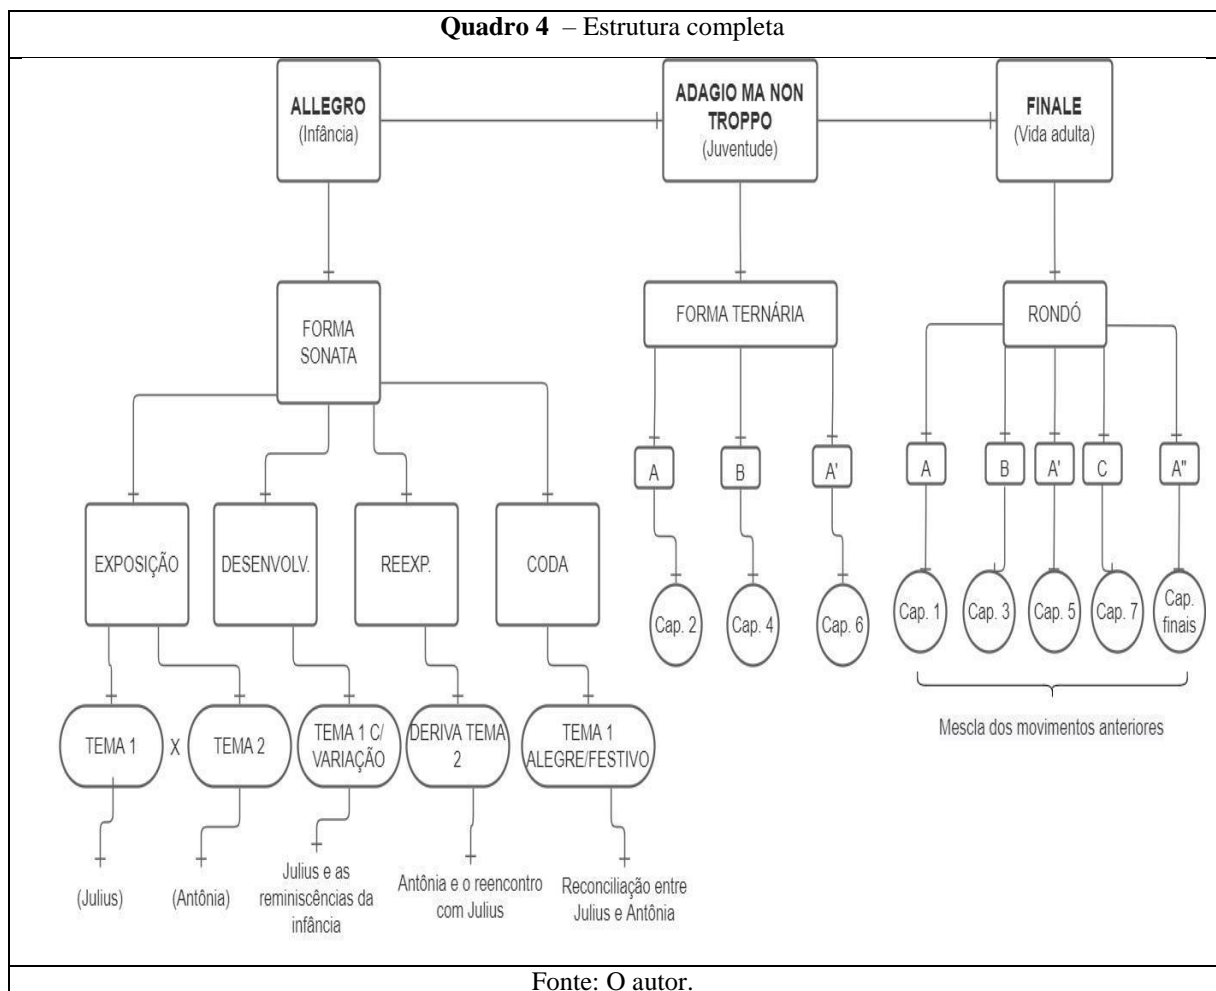 Quadro 4 – Estrutura completa
ALLEGRO
(Infância)
ADAGIO MA NON
TROPPO
(Juventude)
FINALE
(Vida adulta)
FORMA
SONATA
FORMA TERNÁRIA
RONDÓ
A
B
A'
A
B
A'
C
A"
EXPOSIÇÃO
DESENVOLV.
REEXP.
CODA
Cap. 2
Cap. 4
Cap. 6
Cap. 1
Cap. 3
Cap. 5
Cap. 7
Cap.
finais
Mescla dos movimentos anteriores
TEMA 1
X
TEMA 2
TEMA 1 C/
VARIAÇÃO
DERIVA TEMA
2
TEMA 1
ALEGRE/FESTIVO
(Julius)
(Antônia)
Julius e as
reminiscências da
infância
Antônia e o reencontro
com Julius
Reconciliação entre
Julius e Antônia
Fonte: O autor.